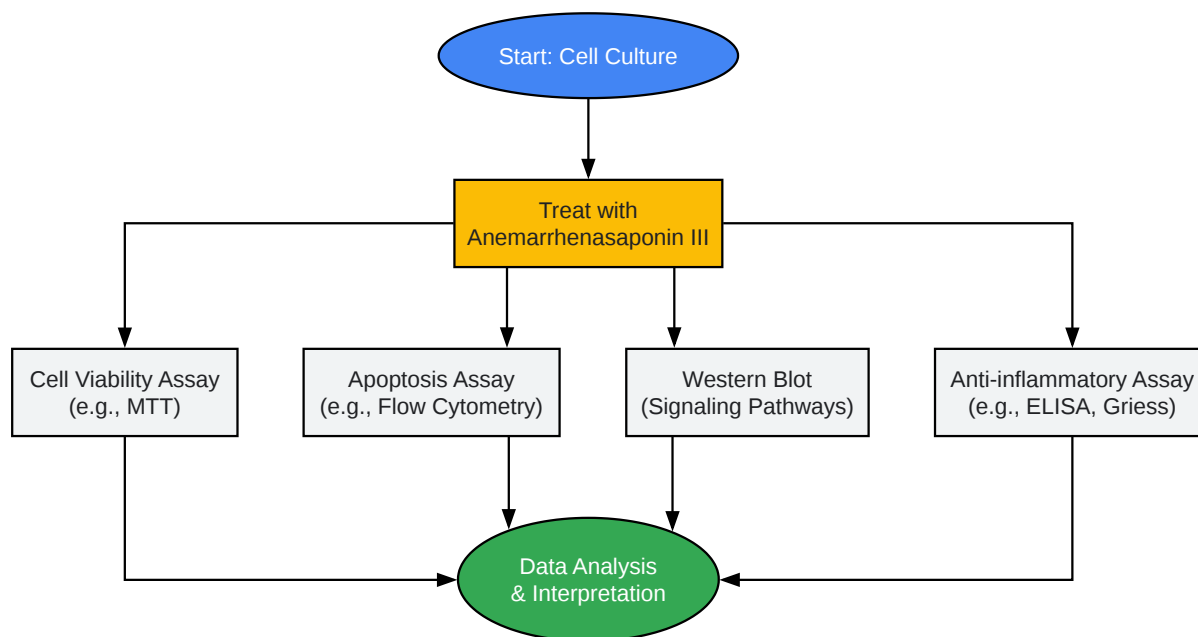 Start: Cell Culture
Treat with
Anemarrhenasaponin III
Cell Viability Assay
(e.g., MTT)
Apoptosis Assay
(e.g., Flow Cytometry)
Western Blot
(Signaling Pathways)
Anti-inflammatory Assay
(e.g., ELISA, Griess)
Data Analysis
& Interpretation